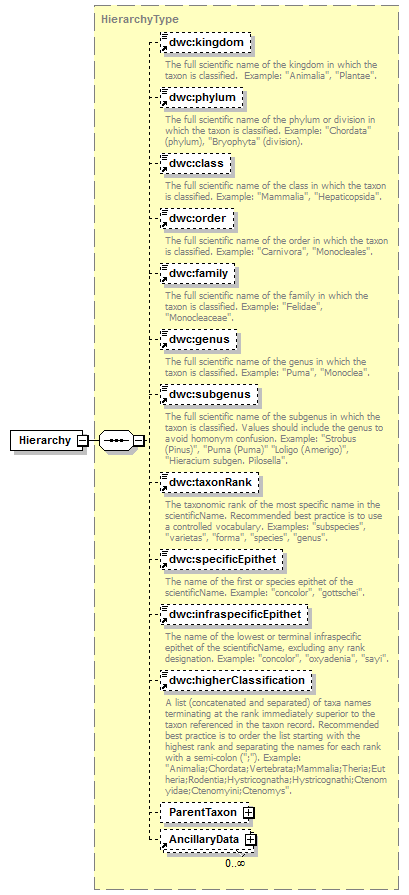 HierarchyType
dwc:kingdom
The full scientific name of the kingdom in which the
taxon is classified.  Example: "Animalia", "Plantae".
dwc:phylum
The full scientific name of the phylum or division in
which the taxon is classified. Example: "Chordata"
(phylum), "Bryophyta" (division).
dwc:class
The full scientific name of the class in which the taxon
is classified. Example: "Mammalia", "Hepaticopsida".
dwc:order
The full scientific name of the order in which the taxon
is classified. Example: "Carnivora", "Monocleales".
dwc:family
The full scientific name of the family in which the
taxon is classified. Example: "Felidae",
"Monocleaceae".
dwc:genus
The full scientific name of the genus in which the
taxon is classified. Example: "Puma", "Monoclea".
dwc:subgenus
The full scientific name of the subgenus in which the
taxon is classified. Values should include the genus to
avoid homonym confusion. Example: "Strobus
(Pinus)", "Puma (Puma)" "Loligo (Amerigo)",
"Hieracium subgen. Pilosella".
Hierarchy
dwc:taxonRank
The taxonomic rank of the most specific name in the
scientificName. Recommended best practice is to use
a controlled vocabulary. Examples: "subspecies",
"varietas", "forma", "species", "genus".
dwc:specificEpithet
The name of the first or species epithet of the
scientificName. Example: "concolor", "gottschei".
dwc:infraspecificEpithet
The name of the lowest or terminal infraspecific
epithet of the scientificName, excluding any rank
designation. Example: "concolor", "oxyadenia", "sayi".
dwc:higherClassification
A list (concatenated and separated) of taxa names
terminating at the rank immediately superior to the
taxon referenced in the taxon record. Recommended
best practice is to order the list starting with the
highest rank and separating the names for each rank
with a semi-colon (";"). Example:
"Animalia;Chordata;Vertebrata;Mammalia;Theria;Eut
heria;Rodentia;Hystricognatha;Hystricognathi;Ctenom
yidae;Ctenomyini;Ctenomys".
ParentTaxon
AncillaryData
0..∞